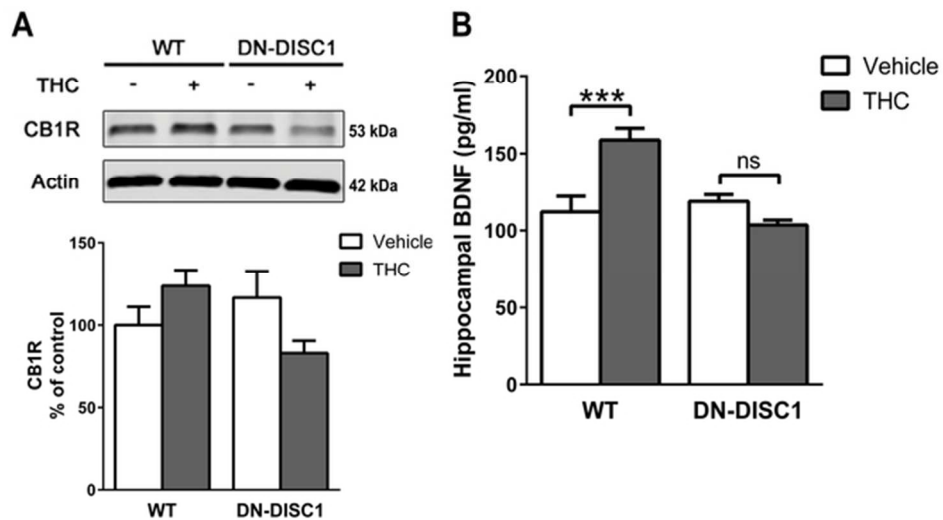 A
WT DN-DISC1
THC - + - +
CB1R 53 kDa
Actin 42 kDa
Vehicle
THC
CB1R
% of control
150
100
50
0
WT DN-DISC1
B
Vehicle
THC
Hippocampal BDNF (pg/ml)
200
150
100
50
0
***
ns
WT DN-DISC1